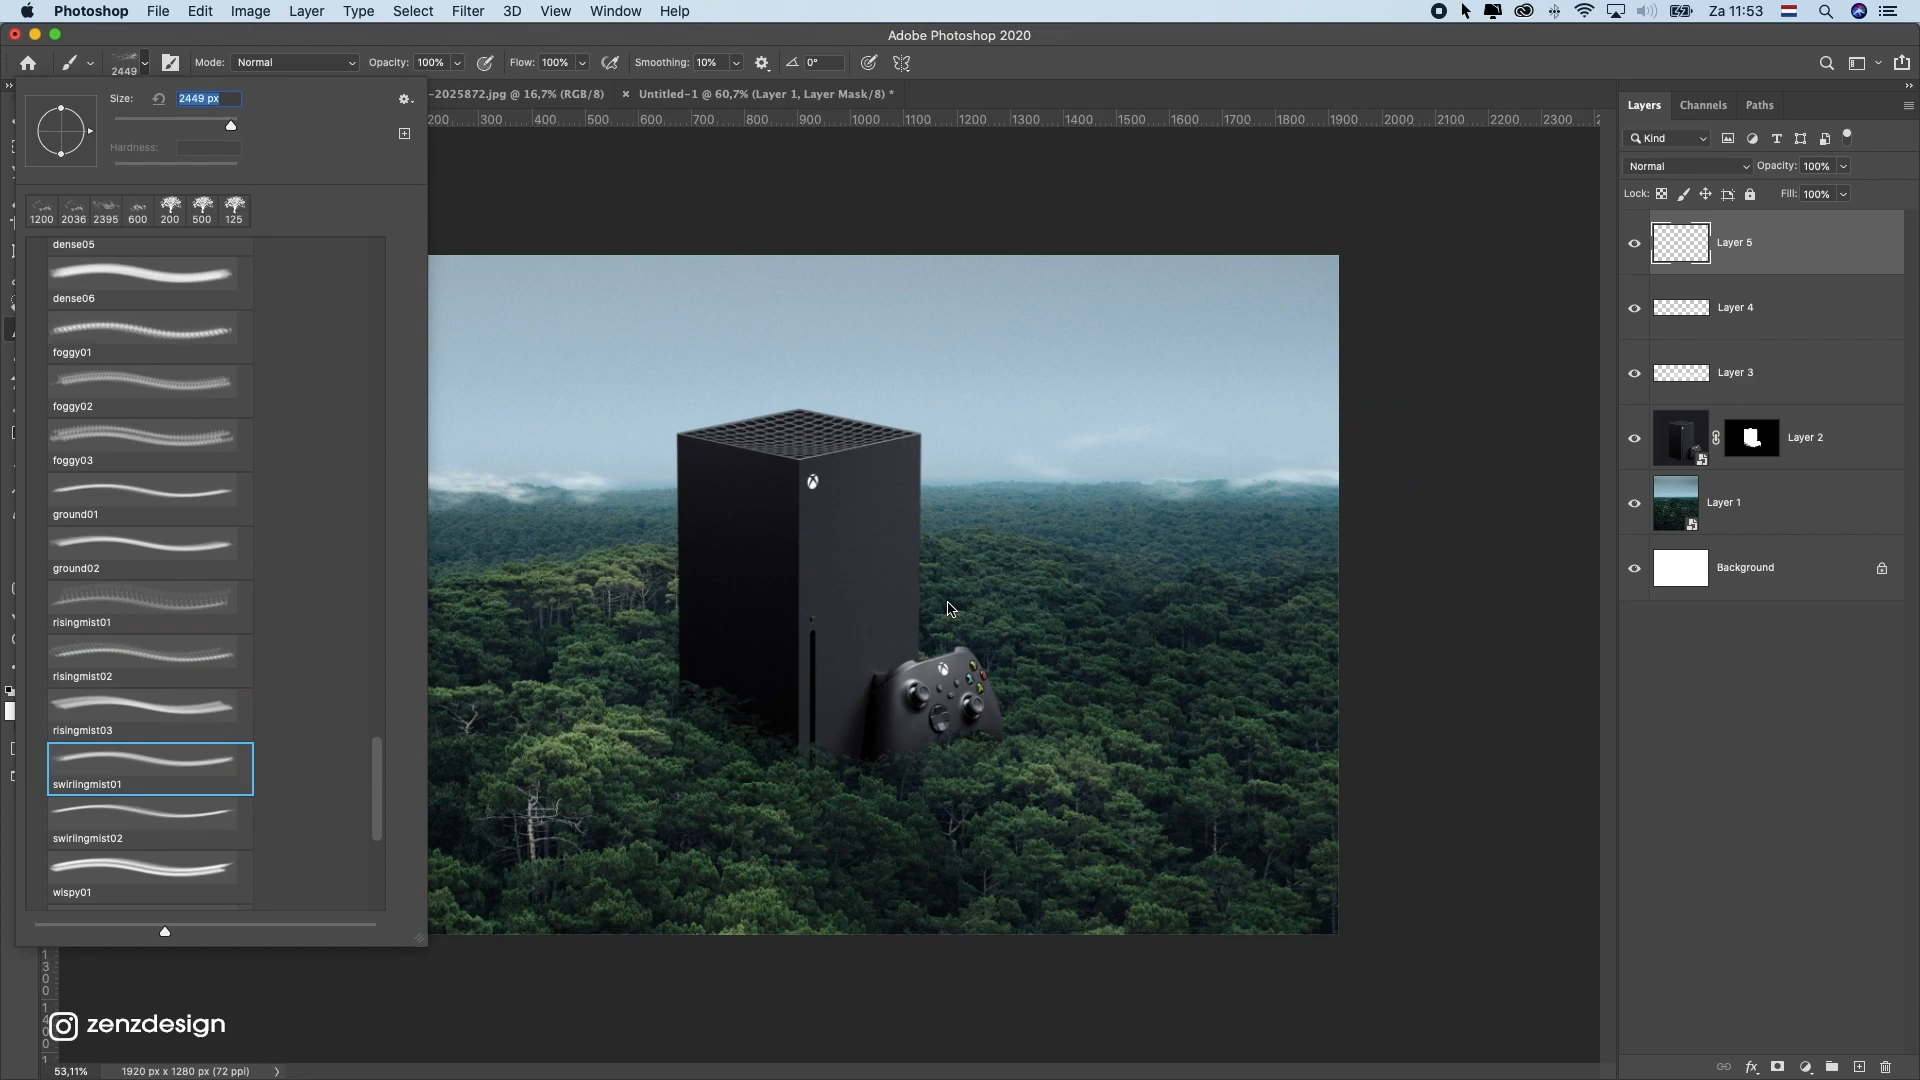 Photoshop File Edit Image Layer Type Select Filter 3D View Window Help Za 11:53
Adobe Photoshop 2020
2449 Mode: Normal Opacity: 100% Flow: 100% Smoothing: 10% 0°
Size: 2449 px
Hardness:
-2025872.jpg @ 16,7% (RGB/8) × Untitled-1 @ 60,7% (Layer 1, Layer Mask/8) *
200 300 400 500 600 700 800 900 1000 1100 1200 1300 1400 1500 1600 1700 1800 1900 2000 2100 2200 2300
1200 2036 2395 600 200 500 125
dense05
dense06
foggy01
foggy02
foggy03
ground01
ground02
risingmist01
risingmist02
risingmist03
swirlingmist01
swirlingmist02
wispy01
Layers Channels Paths
Kind
Normal Opacity: 100%
Lock: Fill: 100%
Layer 5
Layer 4
Layer 3
Layer 2
Layer 1
Background
zenzdesign
53,11% 1920 px x 1280 px (72 ppi)